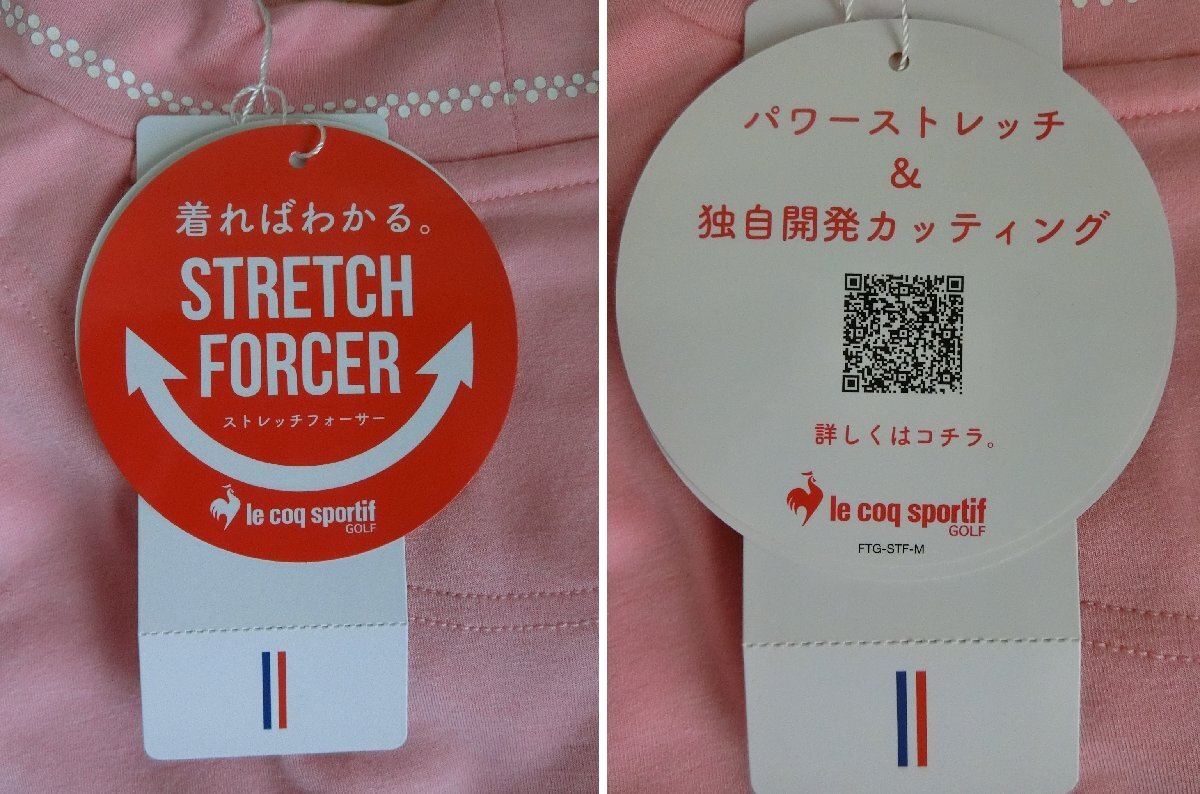 着ればわかる。
STRETCH
FORCER
ストレッチフォーサー
le coq sportif
GOLF
パワーストレッチ
&
独自開発カッティング
詳しくはコチラ。
le coq sportif
GOLF
FTG-STF-M